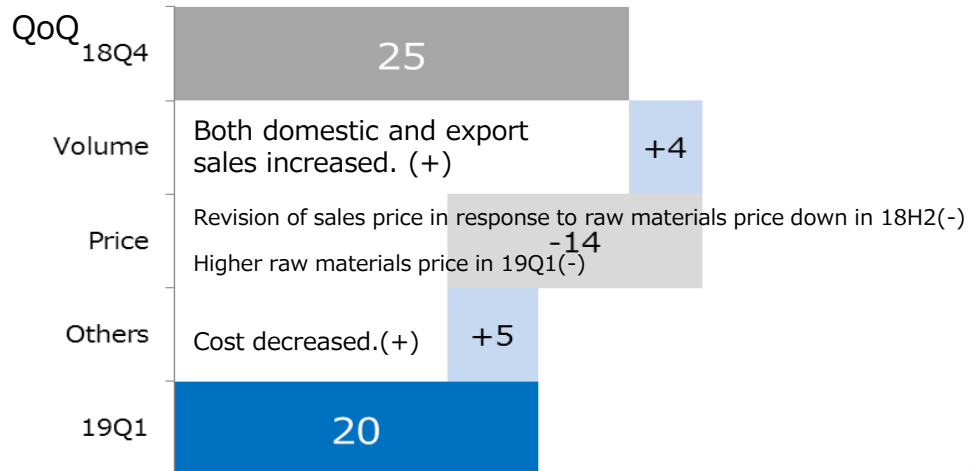 QoQ
18Q4
25
Volume
Both domestic and export
sales increased. (+)
+4
Price
Revision of sales price in response to raw materials price down in 18H2(-)
-14
Higher raw materials price in 19Q1(-)
Others
Cost decreased.(+)
+5
19Q1
20